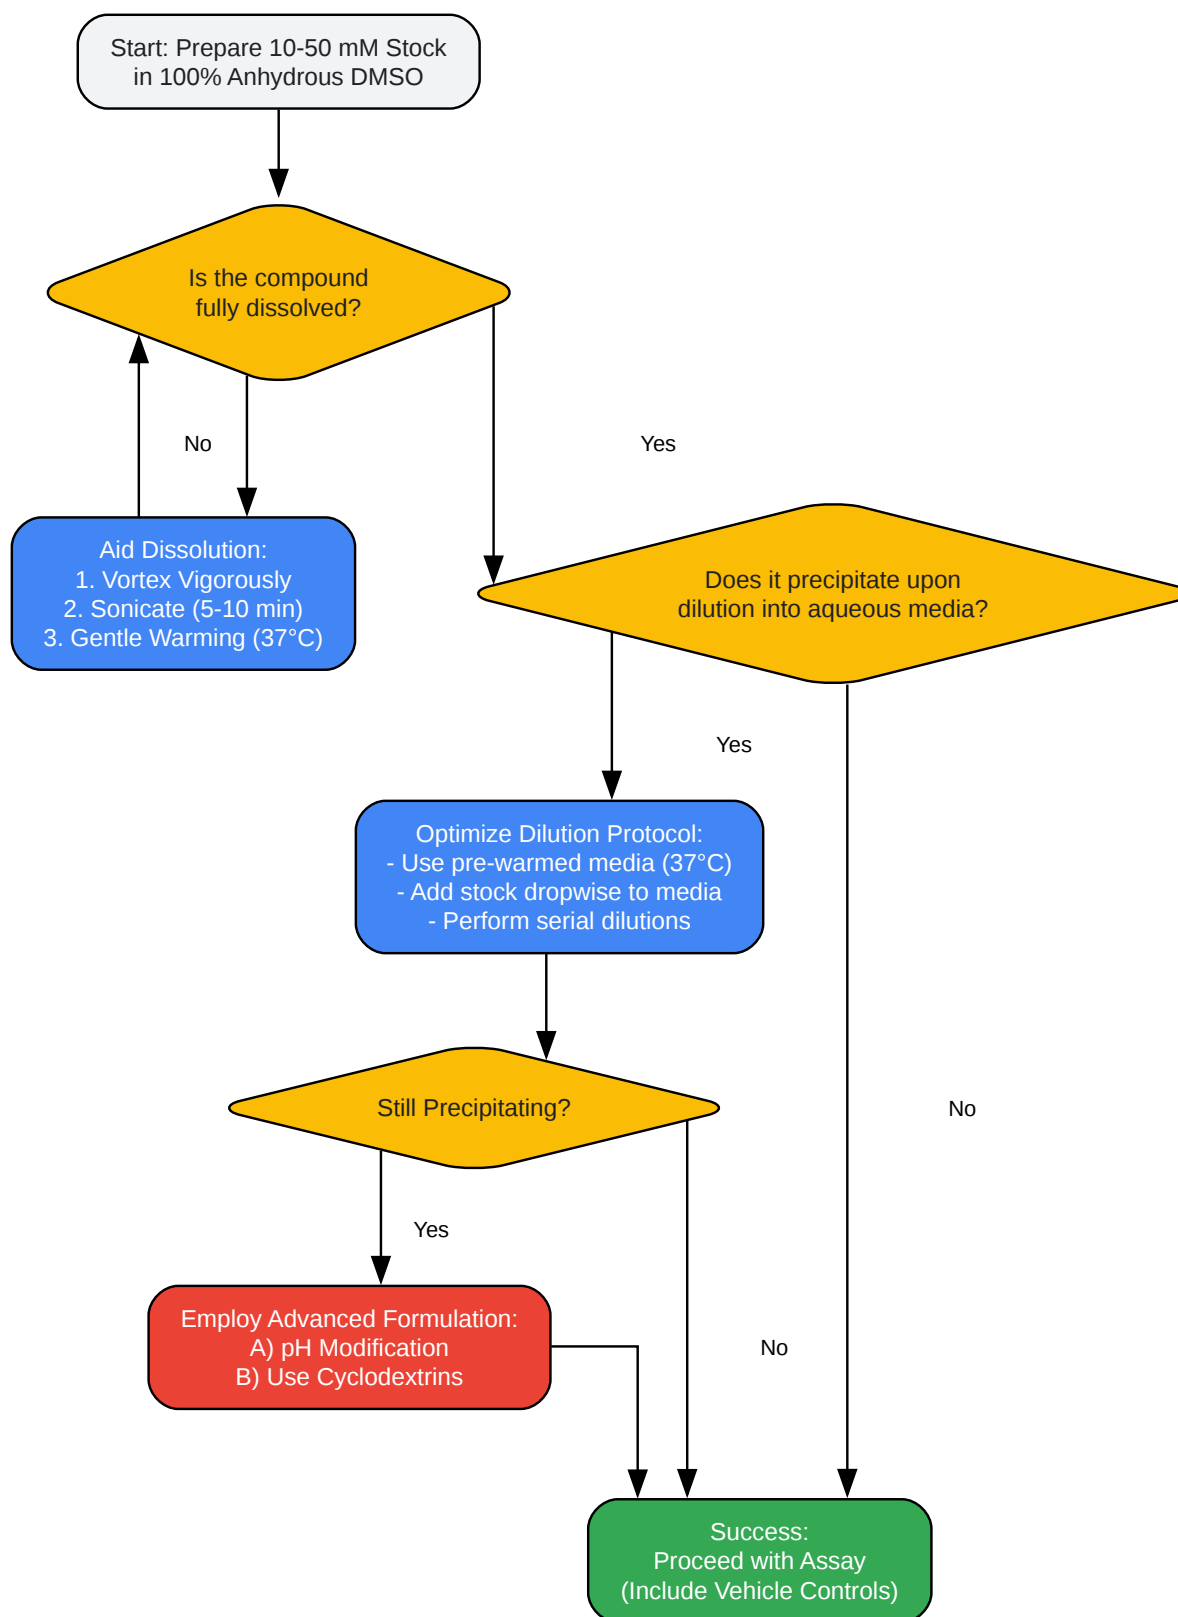 Start: Prepare 10-50 mM Stock
in 100% Anhydrous DMSO
Is the compound
fully dissolved?
No
Yes
Aid Dissolution:
1. Vortex Vigorously
2. Sonicate (5-10 min)
3. Gentle Warming (37°C)
Does it precipitate upon
dilution into aqueous media?
Yes
Optimize Dilution Protocol:
- Use pre-warmed media (37°C)
- Add stock dropwise to media
- Perform serial dilutions
Still Precipitating?
No
Yes
Employ Advanced Formulation:
A) pH Modification
B) Use Cyclodextrins
No
Success:
Proceed with Assay
(Include Vehicle Controls)